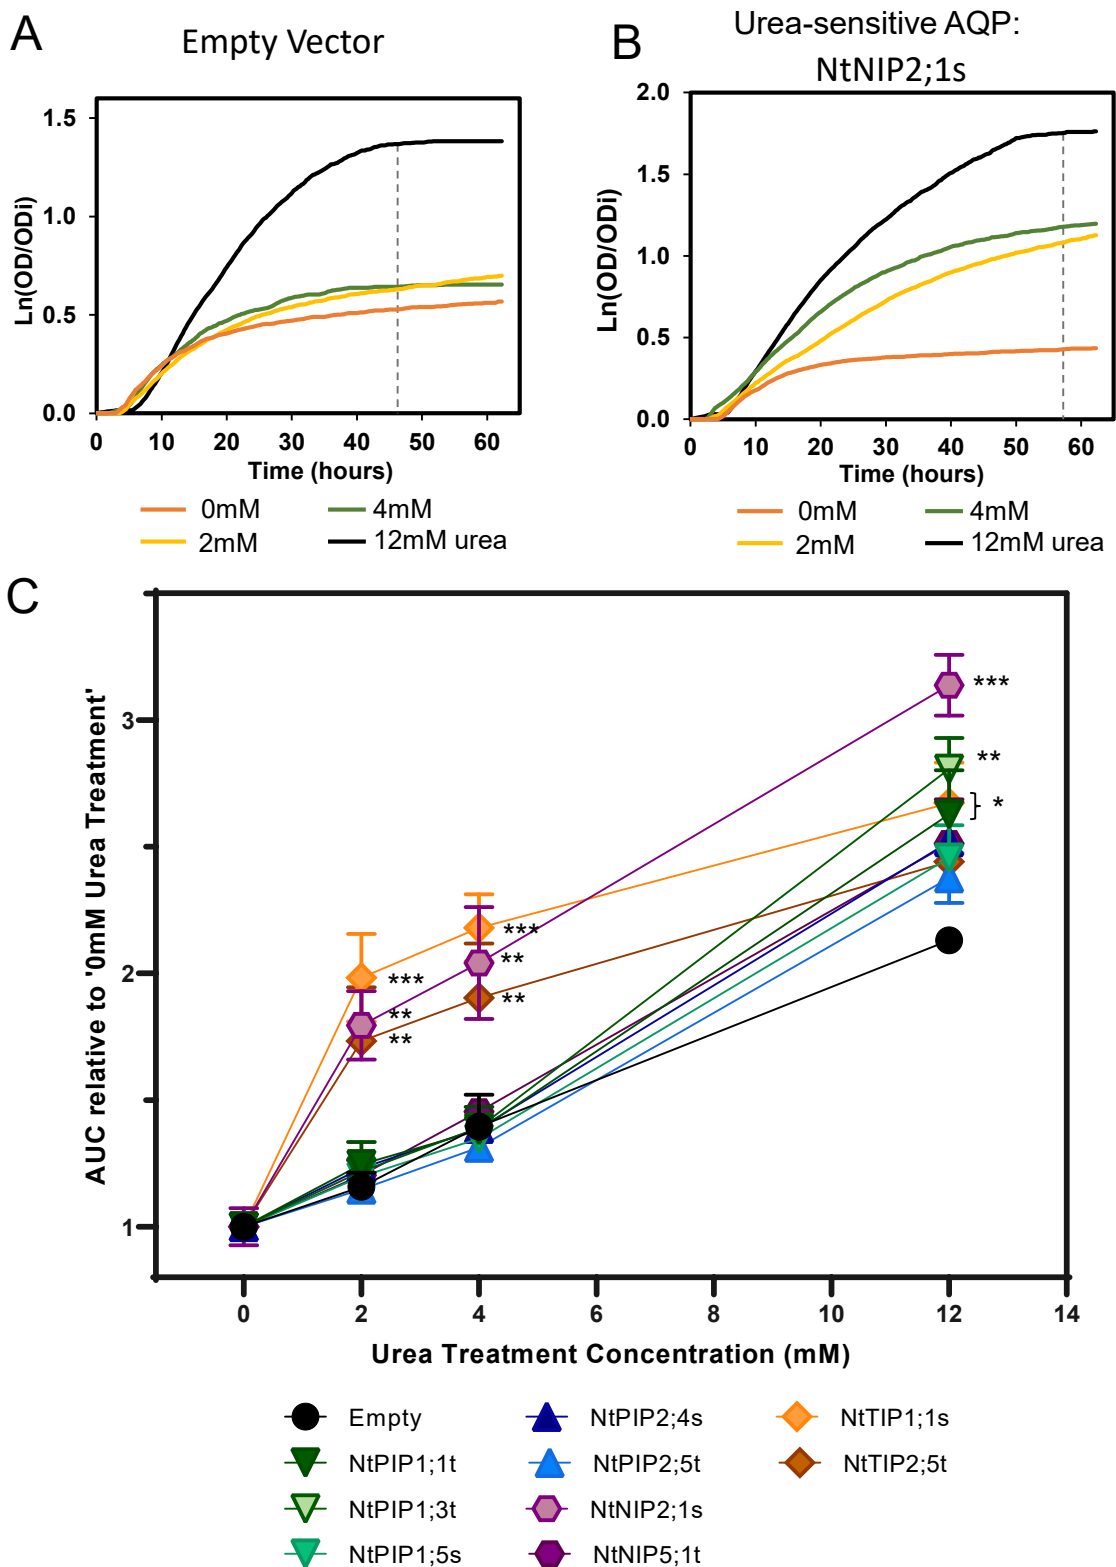 A
Empty Vector
Ln(OD/ODi)
1.5
1.0
0.5
0.0
0 10 20 30 40 50 60
Time (hours)
0mM 4mM
2mM 12mM urea
B
Urea-sensitive AQP:
NtNIP2;1s
Ln(OD/ODi)
2.0
1.5
1.0
0.5
0.0
0 10 20 30 40 50 60
Time (hours)
0mM 4mM
2mM 12mM urea
C
AUC relative to '0mM Urea Treatment'
3
2
1
***
**
} *
***
**
**
***
**
**
0 2 4 6 8 10 12 14
Urea Treatment Concentration (mM)
Empty NtPIP2;4s NtTIP1;1s
NtPIP1;1t NtPIP2;5t NtTIP2;5t
NtPIP1;3t NtNIP2;1s
NtPIP1;5s NtNIP5;1t